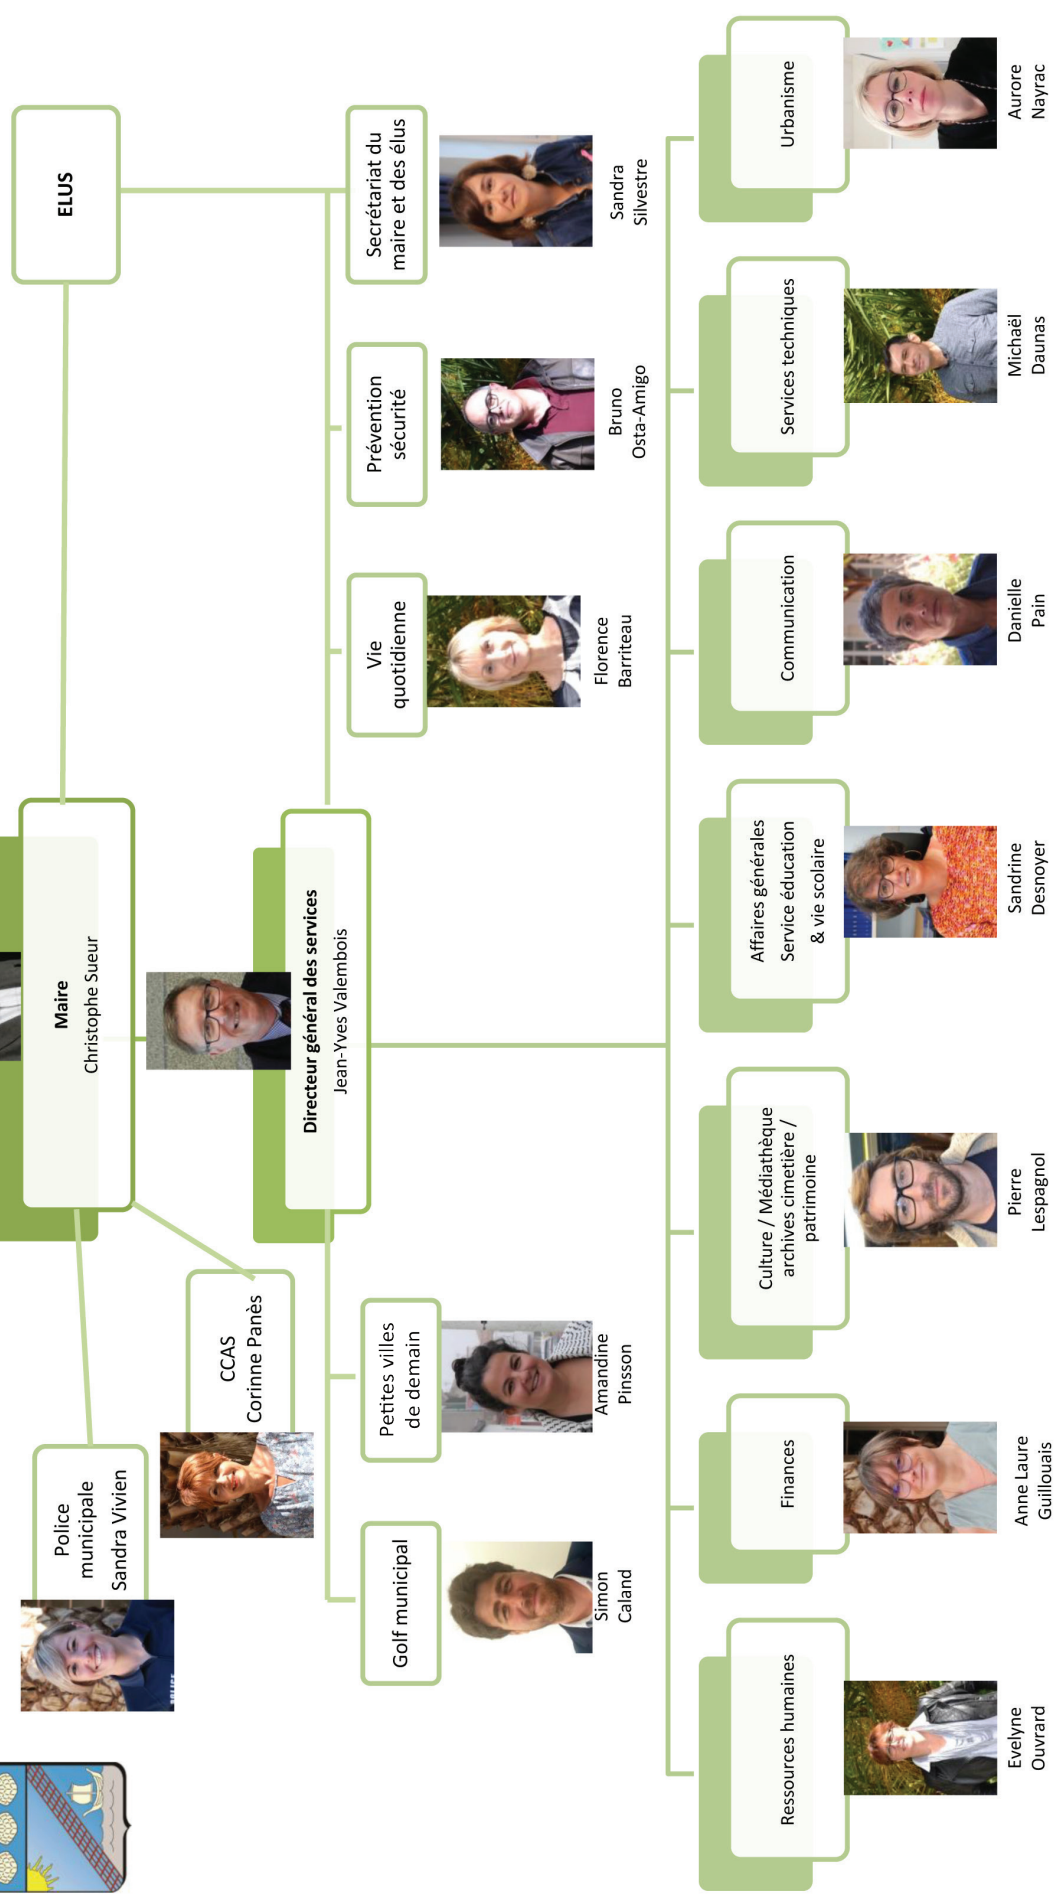 ELUS
Maire
Christophe Sueur
Police
municipale
Sandra Vivien
CCAS
Corinne Panès
Directeur général des services
Jean-Yves Valembois
Golf municipal
Simon
Caland
Petites villes
de demain
Amandine
Pinsson
Vie
quotidienne
Florence
Barriteau
Prévention
sécurité
Bruno
Osta-Amigo
Secrétariat du
maire et des élus
Sandra
Silvestre
Ressources humaines
Evelyne
Ouvrard
Finances
Anne Laure
Guillouais
Culture / Médiathèque
archives cimetière /
patrimoine
Pierre
Lespagnol
Affaires générales
Service éducation
& vie scolaire
Sandrine
Desnoyer
Communication
Danielle
Pain
Services techniques
Michaël
Daunas
Urbanisme
Aurore
Nayrac